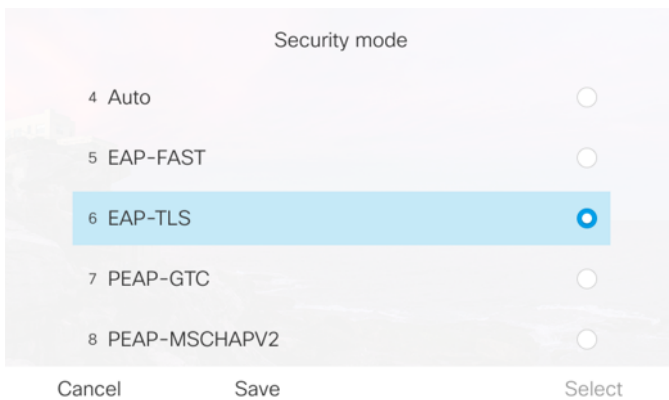 Security mode
4 Auto
5 EAP-FAST
6 EAP-TLS
7 PEAP-GTC
8 PEAP-MSCHAPV2
Cancel Save Select